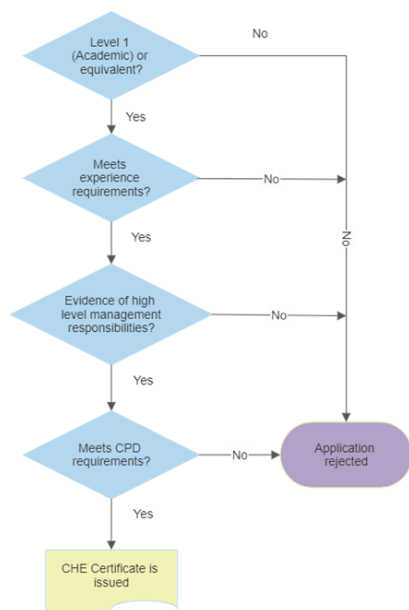 Level 1
(Academic) or
equivalent?
No
Yes
Meets
experience
requirements?
No
Yes
No
Evidence of high
level management
responsibilities?
No
Yes
Meets CPD
requirements?
No
Application
rejected
Yes
CHE Certificate is
issued